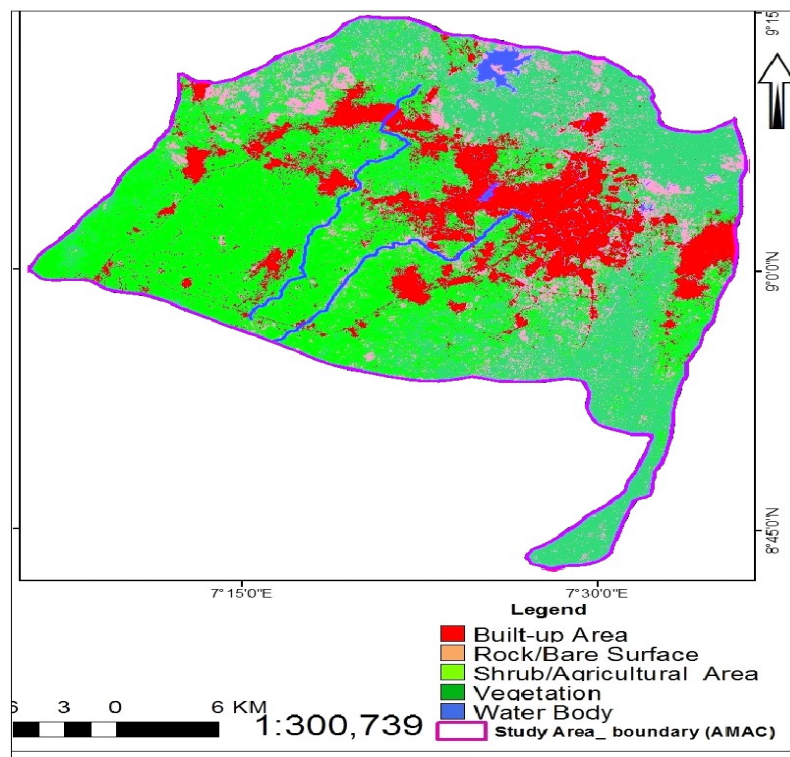 9°15
9°0'0"N
8°45'0"N
7°15'0"E
7°30'0"E
Legend
Built-up Area
Rock/Bare Surface
Shrub/Agricultural Area
Vegetation
Water Body
Study Area_ boundary (AMAC)
6 3 0 6 KM
1:300,739